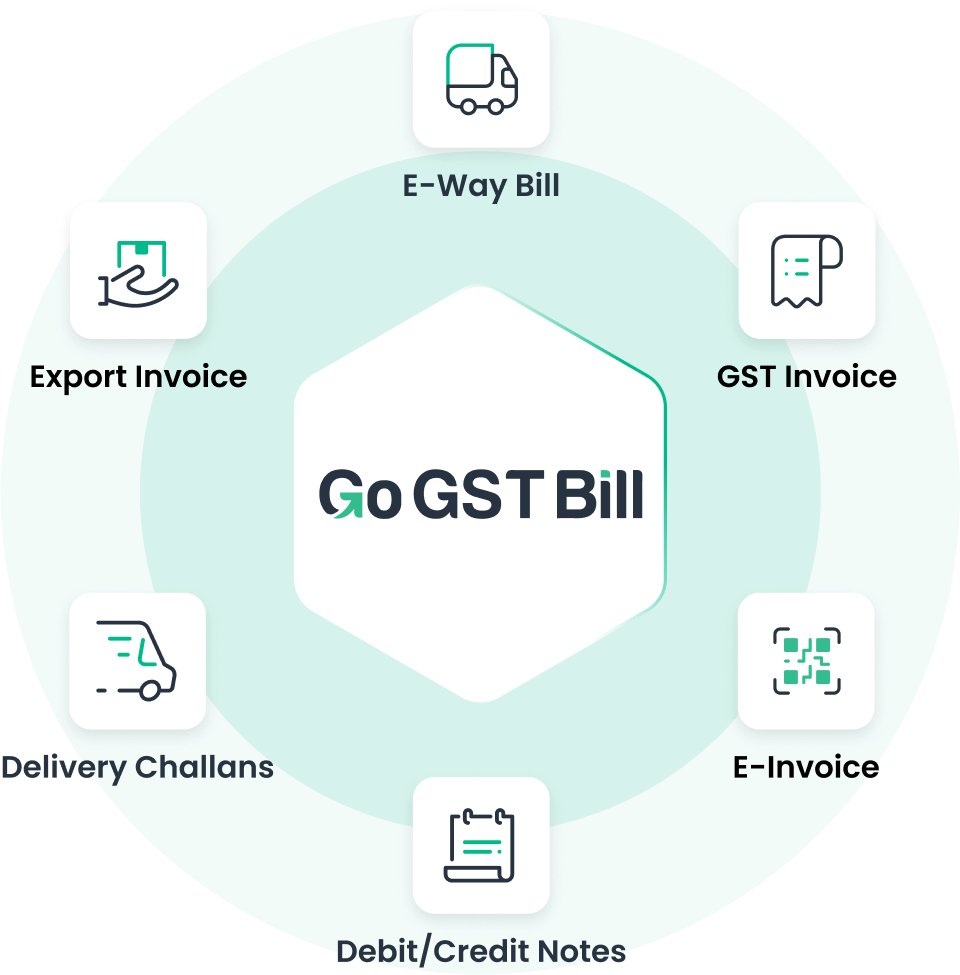 E-Way Bill
Export Invoice
GST Invoice
Go GST Bill
Delivery Challans
E-Invoice
Debit/Credit Notes